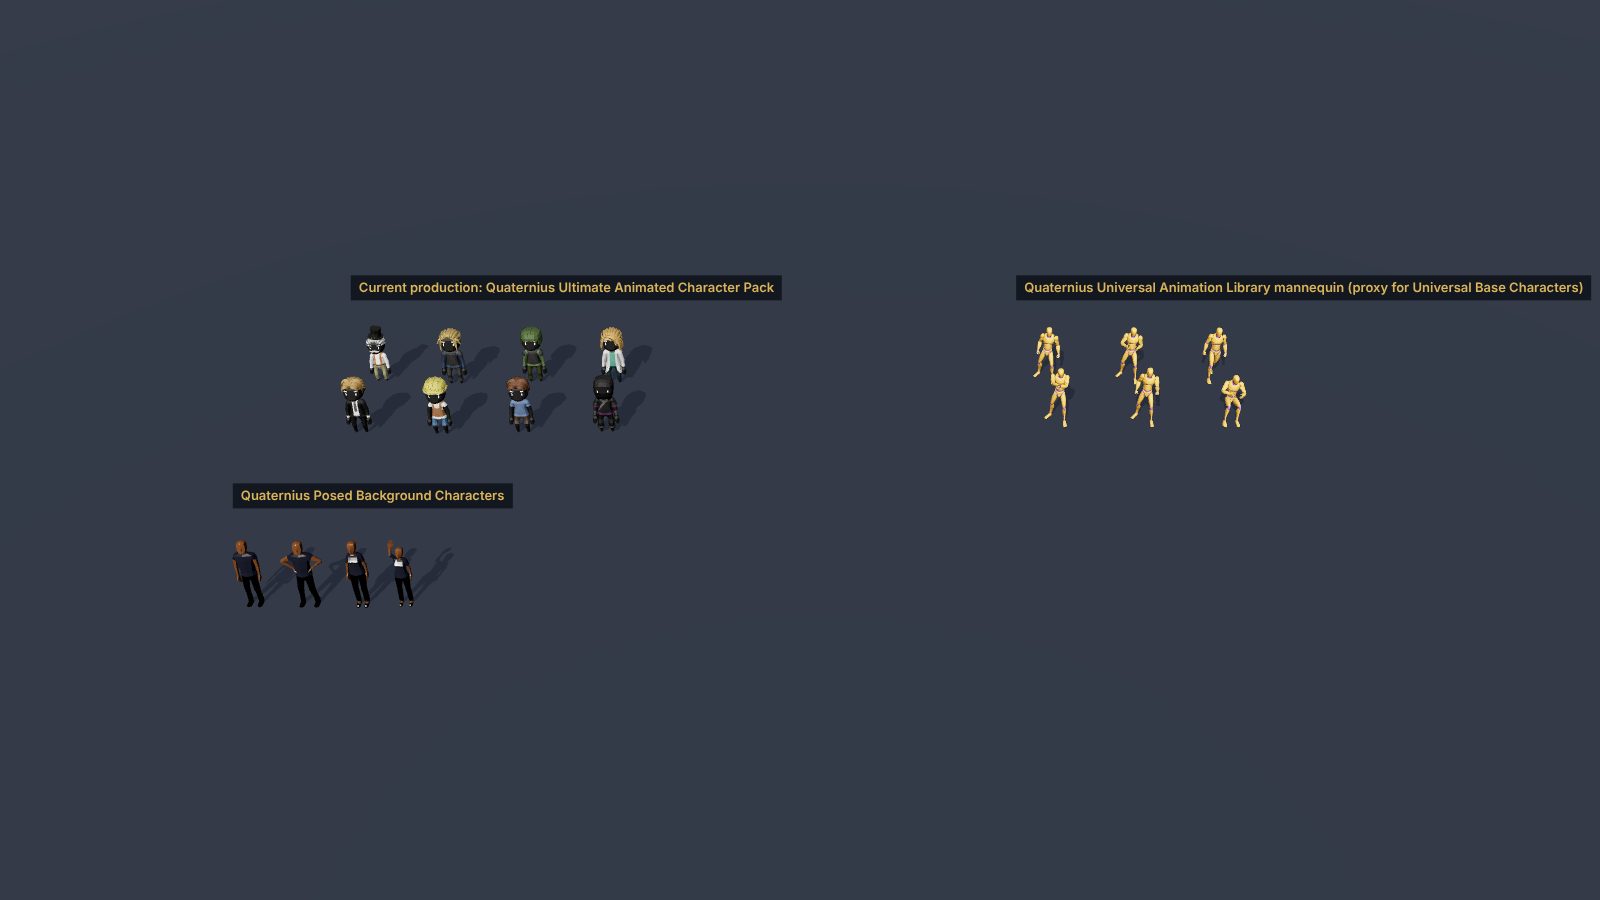 Current production: Quaternius Ultimate Animated Character Pack
Quaternius Universal Animation Library mannequin (proxy for Universal Base Characters)
Quaternius Posed Background Characters